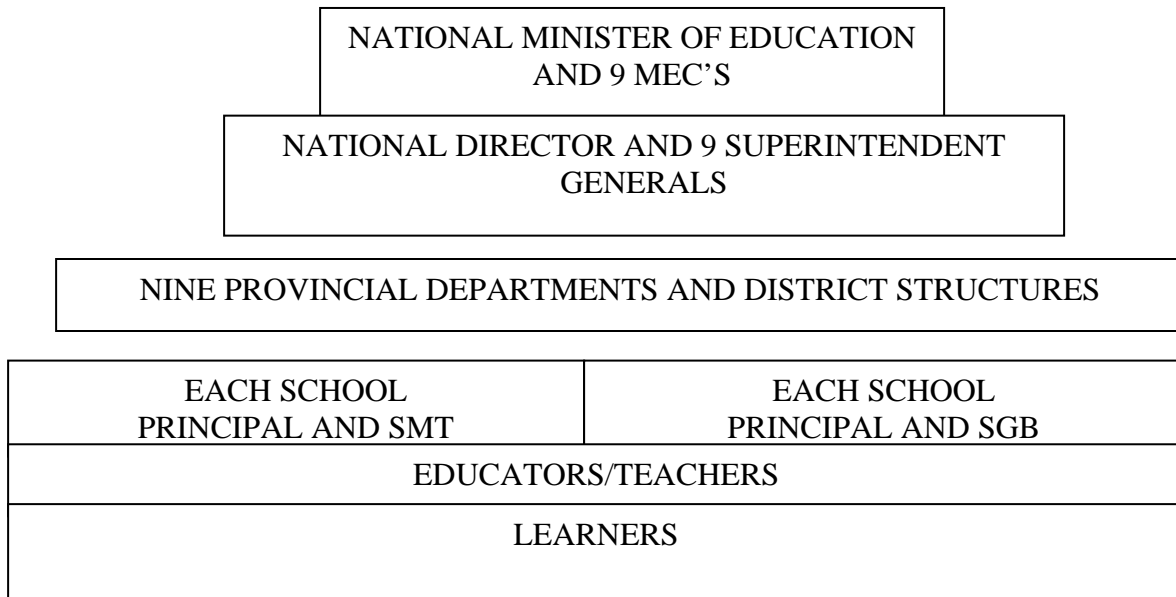 NATIONAL MINISTER OF EDUCATION
AND 9 MEC’S
NATIONAL DIRECTOR AND 9 SUPERINTENDENT
GENERALS
NINE PROVINCIAL DEPARTMENTS AND DISTRICT STRUCTURES
EACH SCHOOL
PRINCIPAL AND SMT
EACH SCHOOL
PRINCIPAL AND SGB
EDUCATORS/TEACHERS
LEARNERS